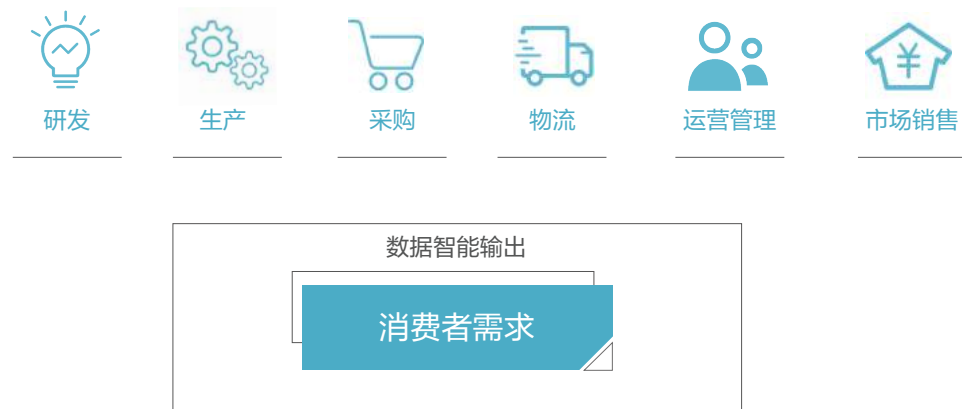 研发 生产 采购 物流 运营管理 市场销售
数据智能输出
消费者需求